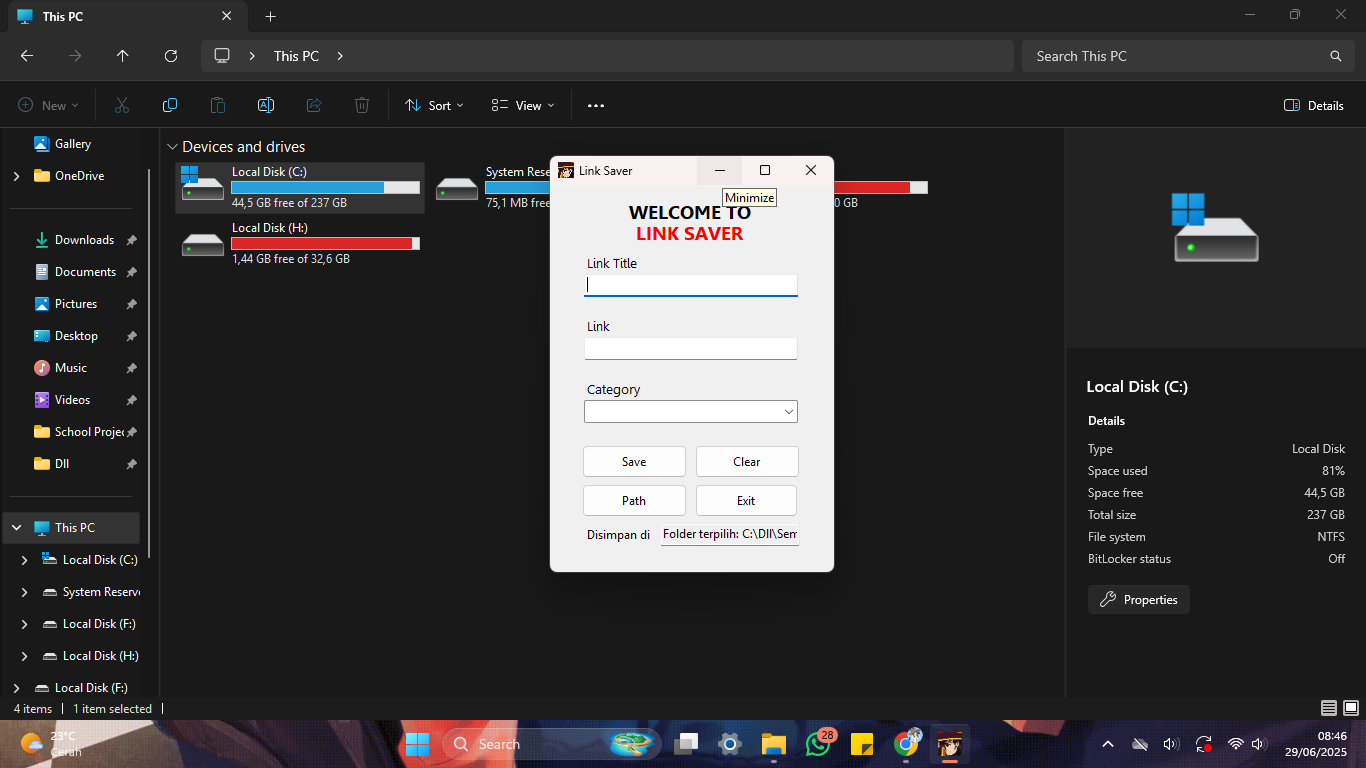 This PC
This PC
Search This PC
New
Sort
View
Details
Gallery
OneDrive
Downloads
Documents
Pictures
Desktop
Music
Videos
School Projec
Dll
This PC
Local Disk (C:)
System Reserv
Local Disk (F:)
Local Disk (H:)
Local Disk (F:)
Devices and drives
Local Disk (C:)
44,5 GB free of 237 GB
System Rese
75,1 MB fre
0 GB
Local Disk (H:)
1,44 GB free of 32,6 GB
Link Saver
Minimize
WELCOME TO
LINK SAVER
Link Title
Link
Category
Save
Clear
Path
Exit
Disimpan di
Folder terpilih: C:\Dll\Sem
Local Disk (C:)
Details
Type Local Disk
Space used 81%
Space free 44,5 GB
Total size 237 GB
File system NTFS
BitLocker status Off
Properties
4 items
1 item selected
23°C
Cerah
Search
28
08:46
29/06/2025